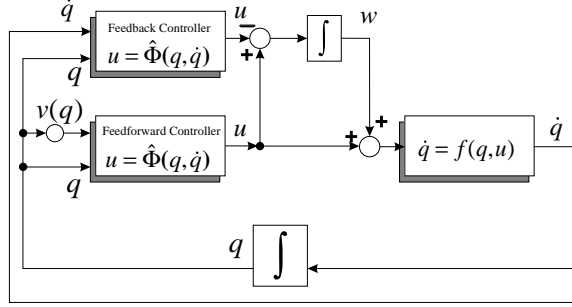 q̇
Feedback Controller
u = Φ̂(q,q̇)
q
u
−
+
∫
w
v(q)
Feedforward Controller
u = Φ̂(q,q̇)
q
u
+
+
q̇ = f(q,u)
q̇
q
∫